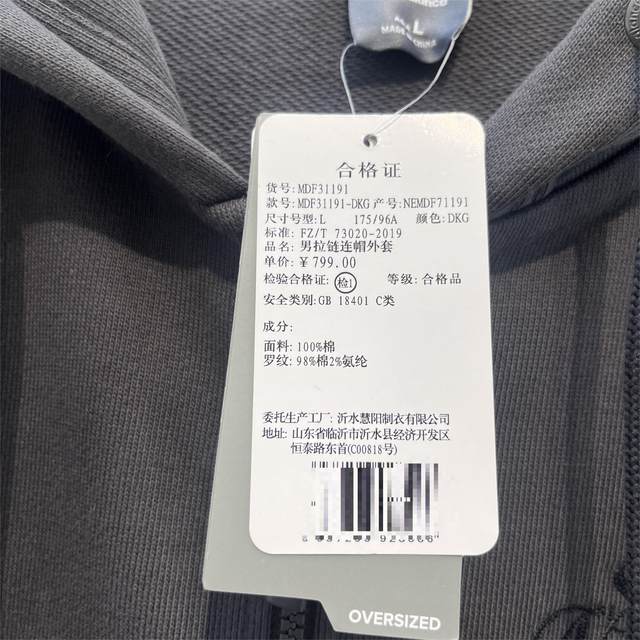 L
MADE IN CHINA
合格证
货号: MDF31191
款号: MDF31191-DKG 产号: NEMDF71191
尺寸号型: L 175/96A 颜色: DKG
标准: FZ/T 73020-2019
品名: 男拉链连帽外套
单价: ¥799.00
检验合格证: 检1 等级: 合格品
安全类别: GB 18401 C类
成分:
面料: 100%棉
罗纹: 98%棉2%氨纶
委托生产工厂: 沂水慧阳制衣有限公司
地址: 山东省临沂市沂水县经济开发区
恒泰路东首(C00818号)
OVERSIZED